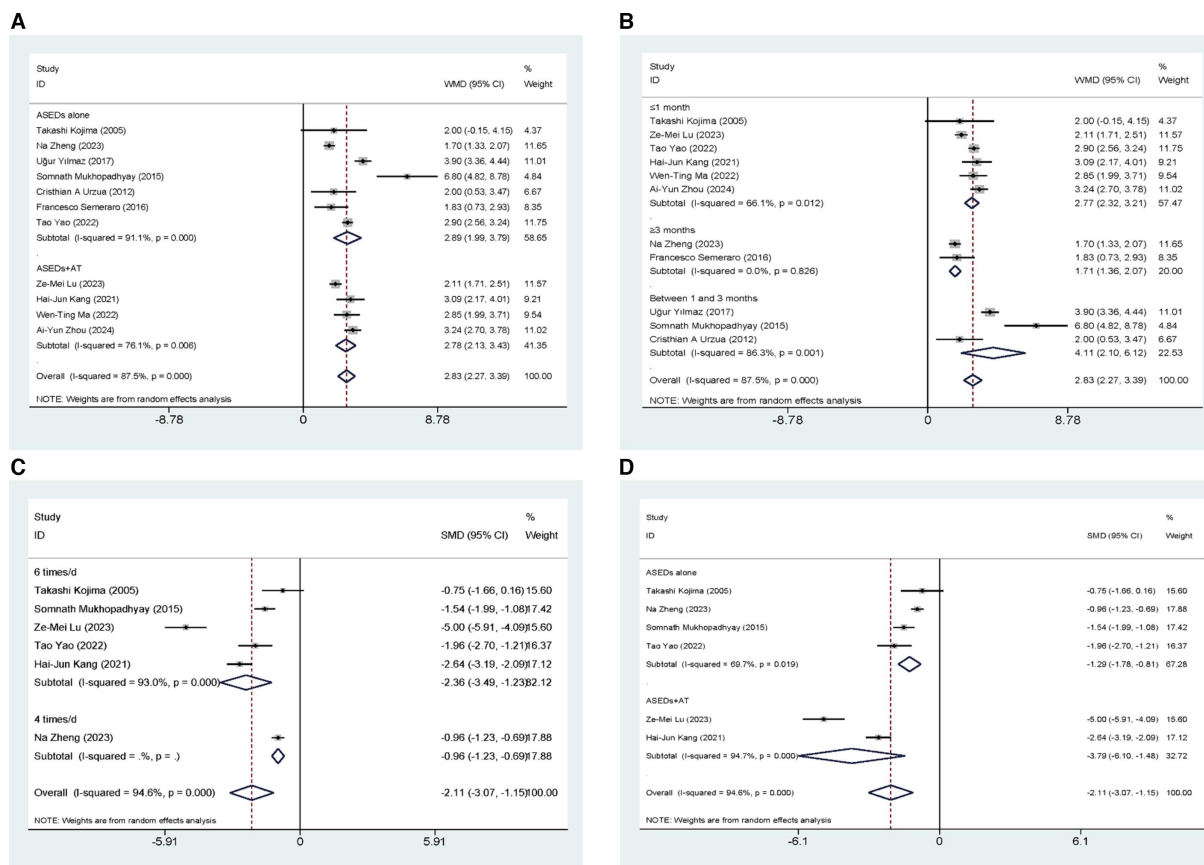 A
Study %
ID WMD (95% CI) Weight
ASEDs alone
Takashi Kojima (2005) 2.00 (-0.15, 4.15) 4.37
Na Zheng (2023) 1.70 (1.33, 2.07) 11.65
Uğur Yılmaz (2017) 3.90 (3.36, 4.44) 11.01
Somnath Mukhopadhyay (2015) 6.80 (4.82, 8.78) 4.84
Cristhian A Urzua (2012) 2.00 (0.53, 3.47) 6.67
Francesco Semeraro (2016) 1.83 (0.73, 2.93) 8.35
Tao Yao (2022) 2.90 (2.56, 3.24) 11.75
Subtotal (I-squared = 91.1%, p = 0.000) 2.89 (1.99, 3.79) 58.65
.
ASEDs+AT
Ze-Mei Lu (2023) 2.11 (1.71, 2.51) 11.57
Hai-Jun Kang (2021) 3.09 (2.17, 4.01) 9.21
Wen-Ting Ma (2022) 2.85 (1.99, 3.71) 9.54
Ai-Yun Zhou (2024) 3.24 (2.70, 3.78) 11.02
Subtotal (I-squared = 76.1%, p = 0.006) 2.78 (2.13, 3.43) 41.35
.
Overall (I-squared = 87.5%, p = 0.000) 2.83 (2.27, 3.39) 100.00
NOTE: Weights are from random effects analysis
-8.78 0 8.78
B
Study %
ID WMD (95% CI) Weight
≤1 month
Takashi Kojima (2005) 2.00 (-0.15, 4.15) 4.37
Ze-Mei Lu (2023) 2.11 (1.71, 2.51) 11.57
Tao Yao (2022) 2.90 (2.56, 3.24) 11.75
Hai-Jun Kang (2021) 3.09 (2.17, 4.01) 9.21
Wen-Ting Ma (2022) 2.85 (1.99, 3.71) 9.54
Ai-Yun Zhou (2024) 3.24 (2.70, 3.78) 11.02
Subtotal (I-squared = 66.1%, p = 0.012) 2.77 (2.32, 3.21) 57.47
.
≥3 months
Na Zheng (2023) 1.70 (1.33, 2.07) 11.65
Francesco Semeraro (2016) 1.83 (0.73, 2.93) 8.35
Subtotal (I-squared = 0.0%, p = 0.826) 1.71 (1.36, 2.07) 20.00
.
Between 1 and 3 months
Uğur Yılmaz (2017) 3.90 (3.36, 4.44) 11.01
Somnath Mukhopadhyay (2015) 6.80 (4.82, 8.78) 4.84
Cristhian A Urzua (2012) 2.00 (0.53, 3.47) 6.67
Subtotal (I-squared = 86.3%, p = 0.001) 4.11 (2.10, 6.12) 22.53
.
Overall (I-squared = 87.5%, p = 0.000) 2.83 (2.27, 3.39) 100.00
NOTE: Weights are from random effects analysis
-8.78 0 8.78
C
Study %
ID SMD (95% CI) Weight
6 times/d
Takashi Kojima (2005) -0.75 (-1.66, 0.16) 15.60
Somnath Mukhopadhyay (2015) -1.54 (-1.99, -1.08) 17.42
Ze-Mei Lu (2023) -5.00 (-5.91, -4.09) 15.60
Tao Yao (2022) -1.96 (-2.70, -1.21) 16.37
Hai-Jun Kang (2021) -2.64 (-3.19, -2.09) 17.12
Subtotal (I-squared = 93.0%, p = 0.000) -2.36 (-3.49, -1.23) 82.12
.
4 times/d
Na Zheng (2023) -0.96 (-1.23, -0.69) 17.88
Subtotal (I-squared = .%, p = .) -0.96 (-1.23, -0.69) 17.88
.
Overall (I-squared = 94.6%, p = 0.000) -2.11 (-3.07, -1.15) 100.00
NOTE: Weights are from random effects analysis
-5.91 0 5.91
D
Study %
ID SMD (95% CI) Weight
ASEDs alone
Takashi Kojima (2005) -0.75 (-1.66, 0.16) 15.60
Na Zheng (2023) -0.96 (-1.23, -0.69) 17.88
Somnath Mukhopadhyay (2015) -1.54 (-1.99, -1.08) 17.42
Tao Yao (2022) -1.96 (-2.70, -1.21) 16.37
Subtotal (I-squared = 69.7%, p = 0.019) -1.29 (-1.78, -0.81) 67.28
.
ASEDs+AT
Ze-Mei Lu (2023) -5.00 (-5.91, -4.09) 15.60
Hai-Jun Kang (2021) -2.64 (-3.19, -2.09) 17.12
Subtotal (I-squared = 94.7%, p = 0.000) -3.79 (-6.10, -1.48) 32.72
.
Overall (I-squared = 94.6%, p = 0.000) -2.11 (-3.07, -1.15) 100.00
NOTE: Weights are from random effects analysis
-6.1 0 6.1